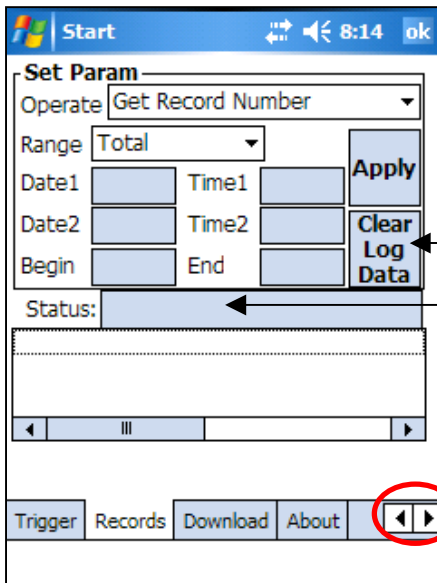 Start 8:14 ok
Set Param
Operate Get Record Number
Range Total
Apply
Date1 Time1
Date2 Time2
Clear
Log
Data
Begin End
Status:
Trigger Records Download About